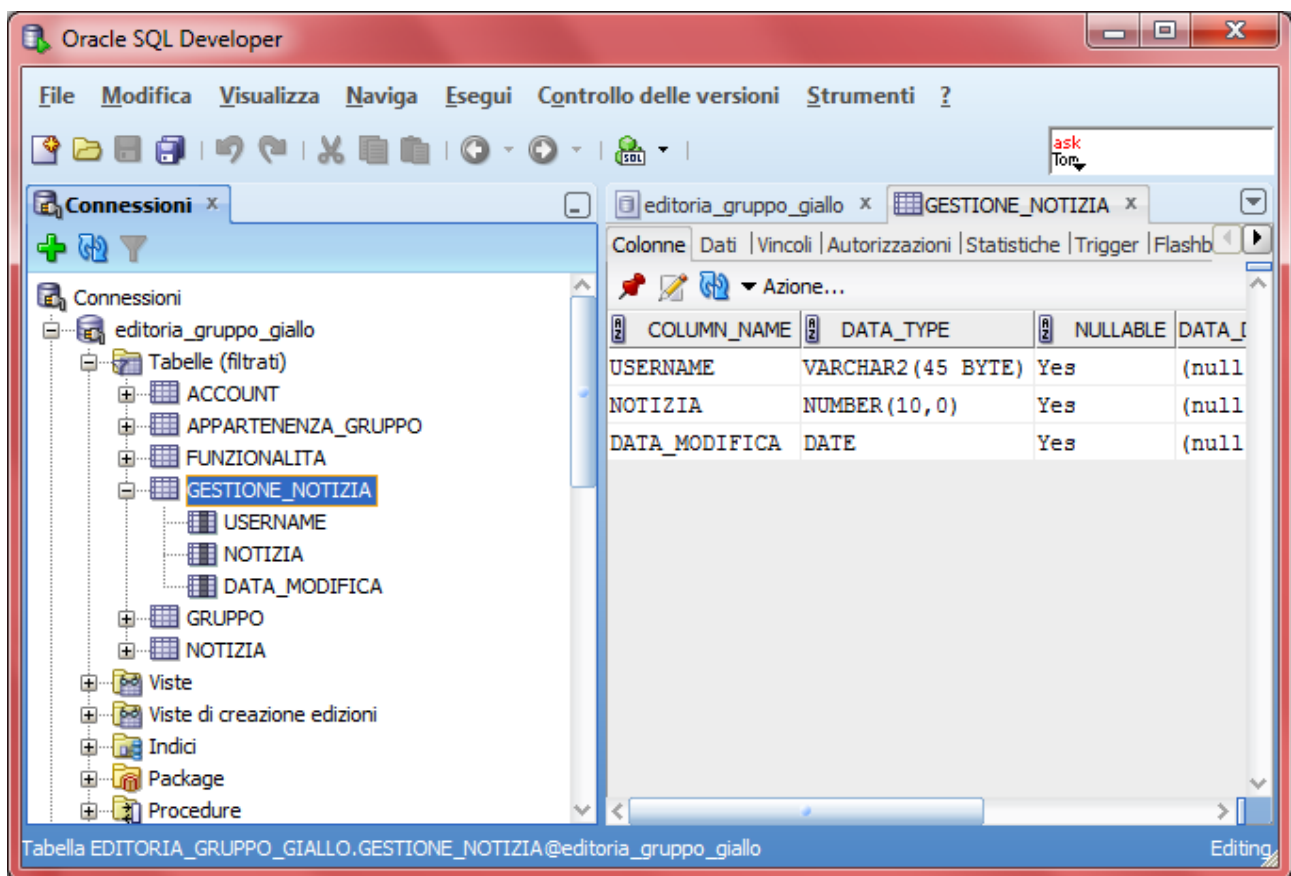 Oracle SQL Developer
File Modifica Visualizza Naviga Esegui Controllo delle versioni Strumenti ?
SQL
ask
Tom
Connessioni x
Connessioni
editoria_gruppo_giallo
Tabelle (filtrati)
ACCOUNT
APPARTENENZA_GRUPPO
FUNZIONALITA
GESTIONE_NOTIZIA
USERNAME
NOTIZIA
DATA_MODIFICA
GRUPPO
NOTIZIA
Viste
Viste di creazione edizioni
Indici
Package
Procedure
editoria_gruppo_giallo x GESTIONE_NOTIZIA x
Colonne Dati |Vincoli |Autorizzazioni |Statistiche |Trigger |Flashb
Azione...
COLUMN_NAME DATA_TYPE NULLABLE DATA_D
USERNAME VARCHAR2(45 BYTE) Yes (null
NOTIZIA NUMBER(10,0) Yes (null
DATA_MODIFICA DATE Yes (null
Tabella EDITORIA_GRUPPO_GIALLO.GESTIONE_NOTIZIA@editoria_gruppo_giallo Editing